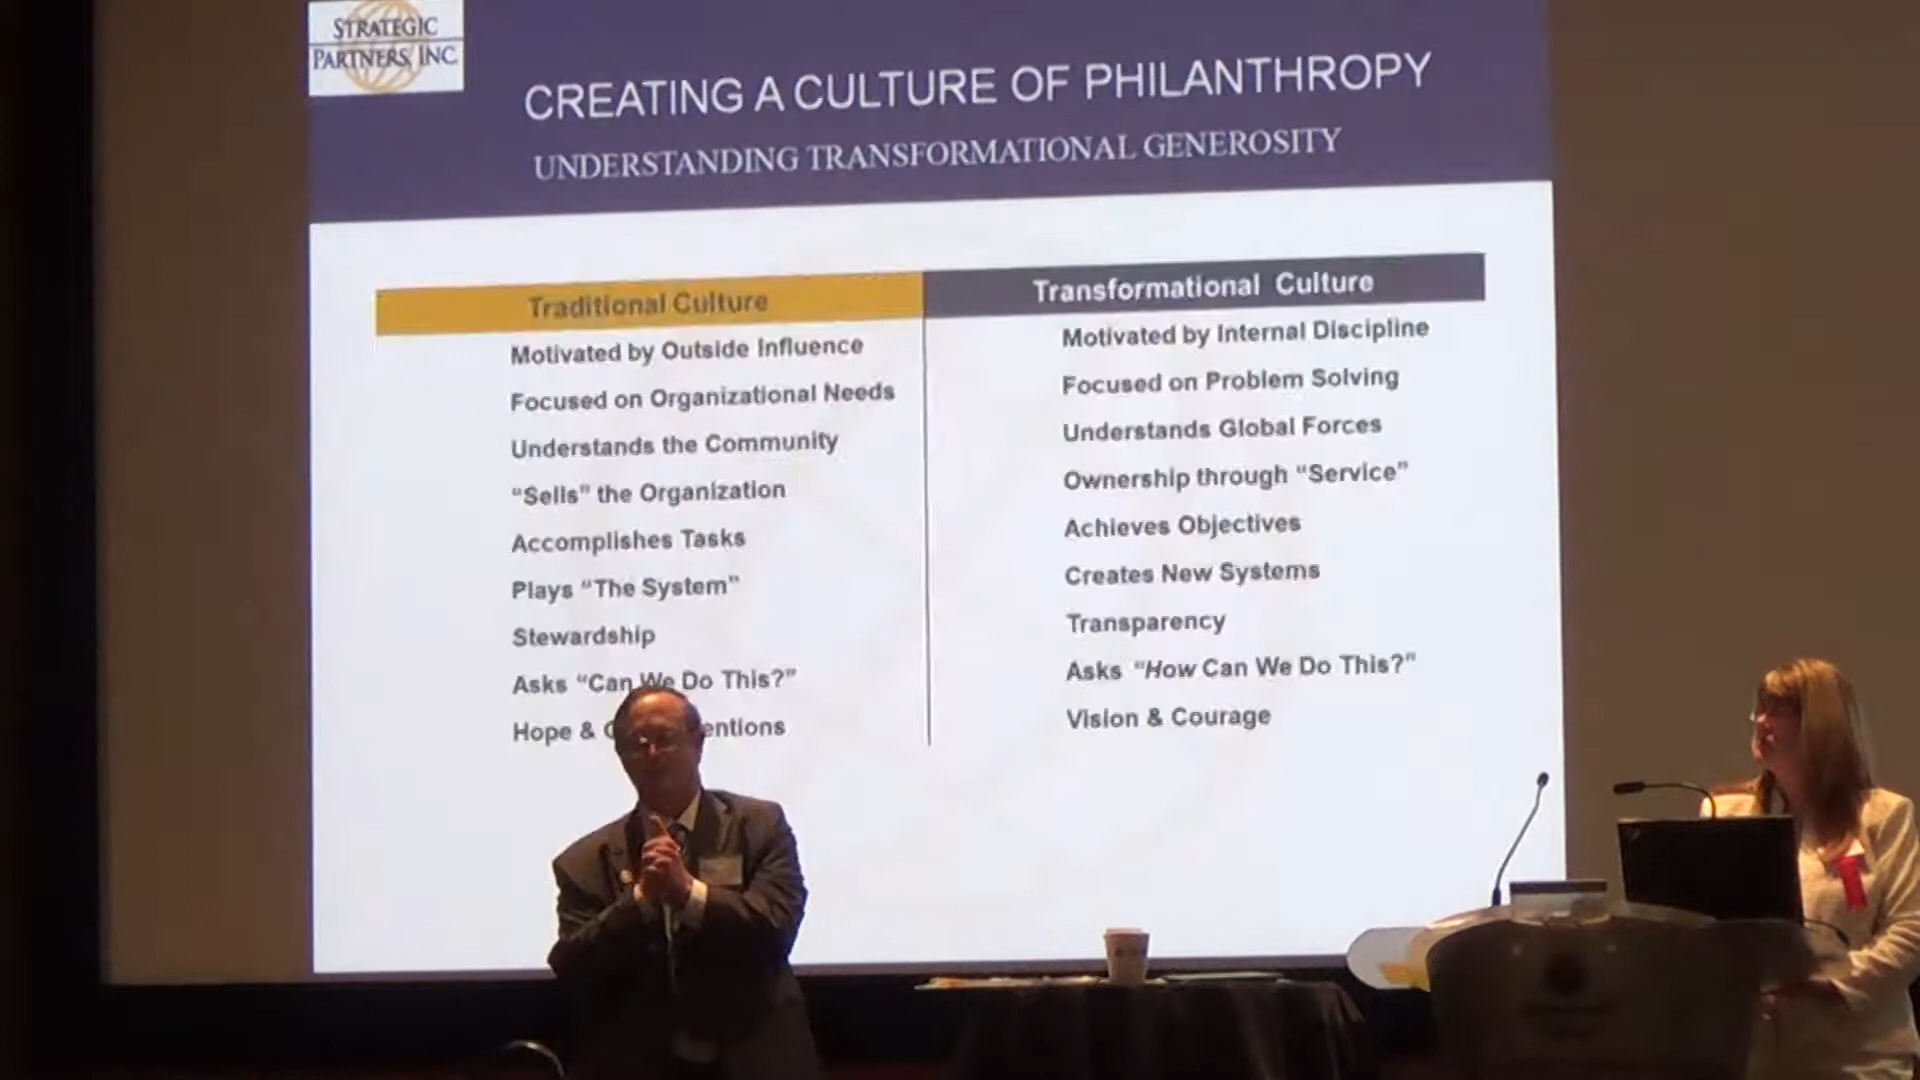 STRATEGIC
PARTNERS, INC.
CREATING A CULTURE OF PHILANTHROPY
UNDERSTANDING TRANSFORMATIONAL GENEROSITY
Traditional Culture
Motivated by Outside Influence
Focused on Organizational Needs
Understands the Community
“Sells” the Organization
Accomplishes Tasks
Plays “The System”
Stewardship
Asks “Can We Do This?”
Hope &
Transformational Culture
Motivated by Internal Discipline
Focused on Problem Solving
Understands Global Forces
Ownership through “Service”
Achieves Objectives
Creates New Systems
Transparency
Asks “How Can We Do This?”
Vision & Courage